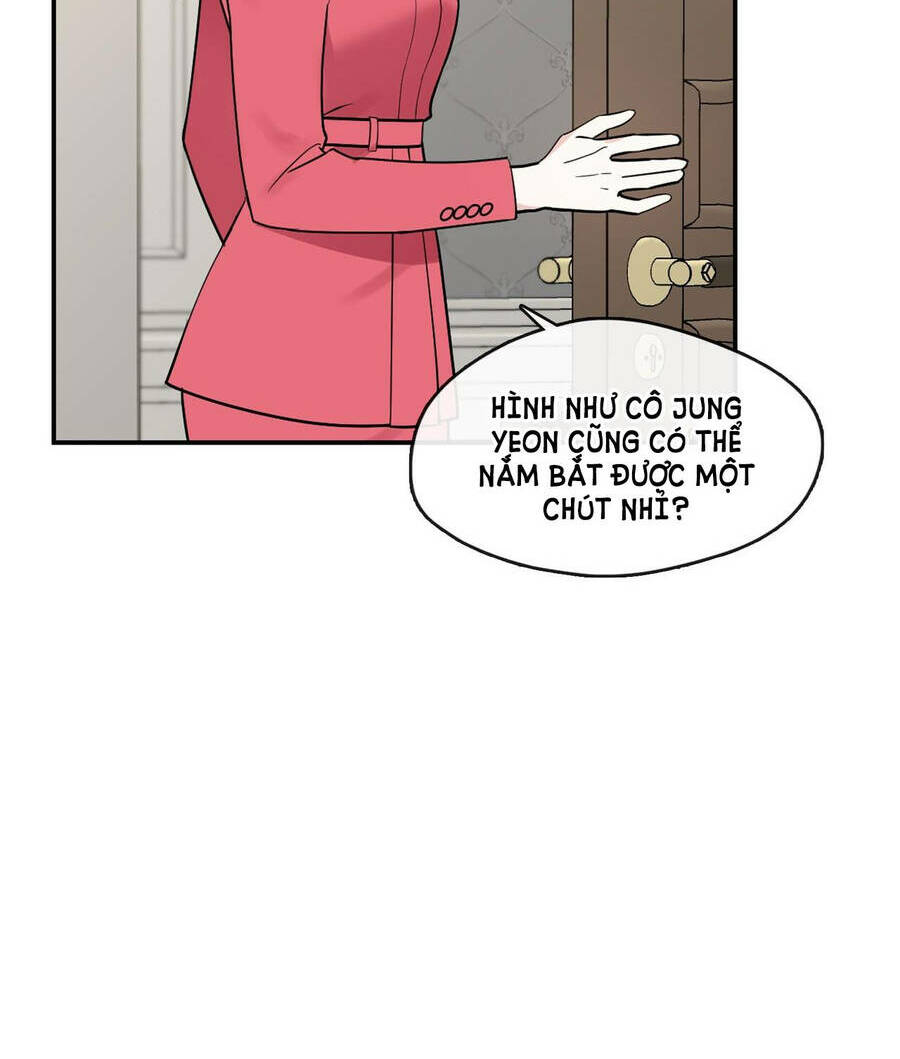 HÌNH NHƯ CÔ JUNG
YEON CŨNG CÓ THỂ
NẮM BẮT ĐƯỢC MỘT
CHÚT NHỈ?